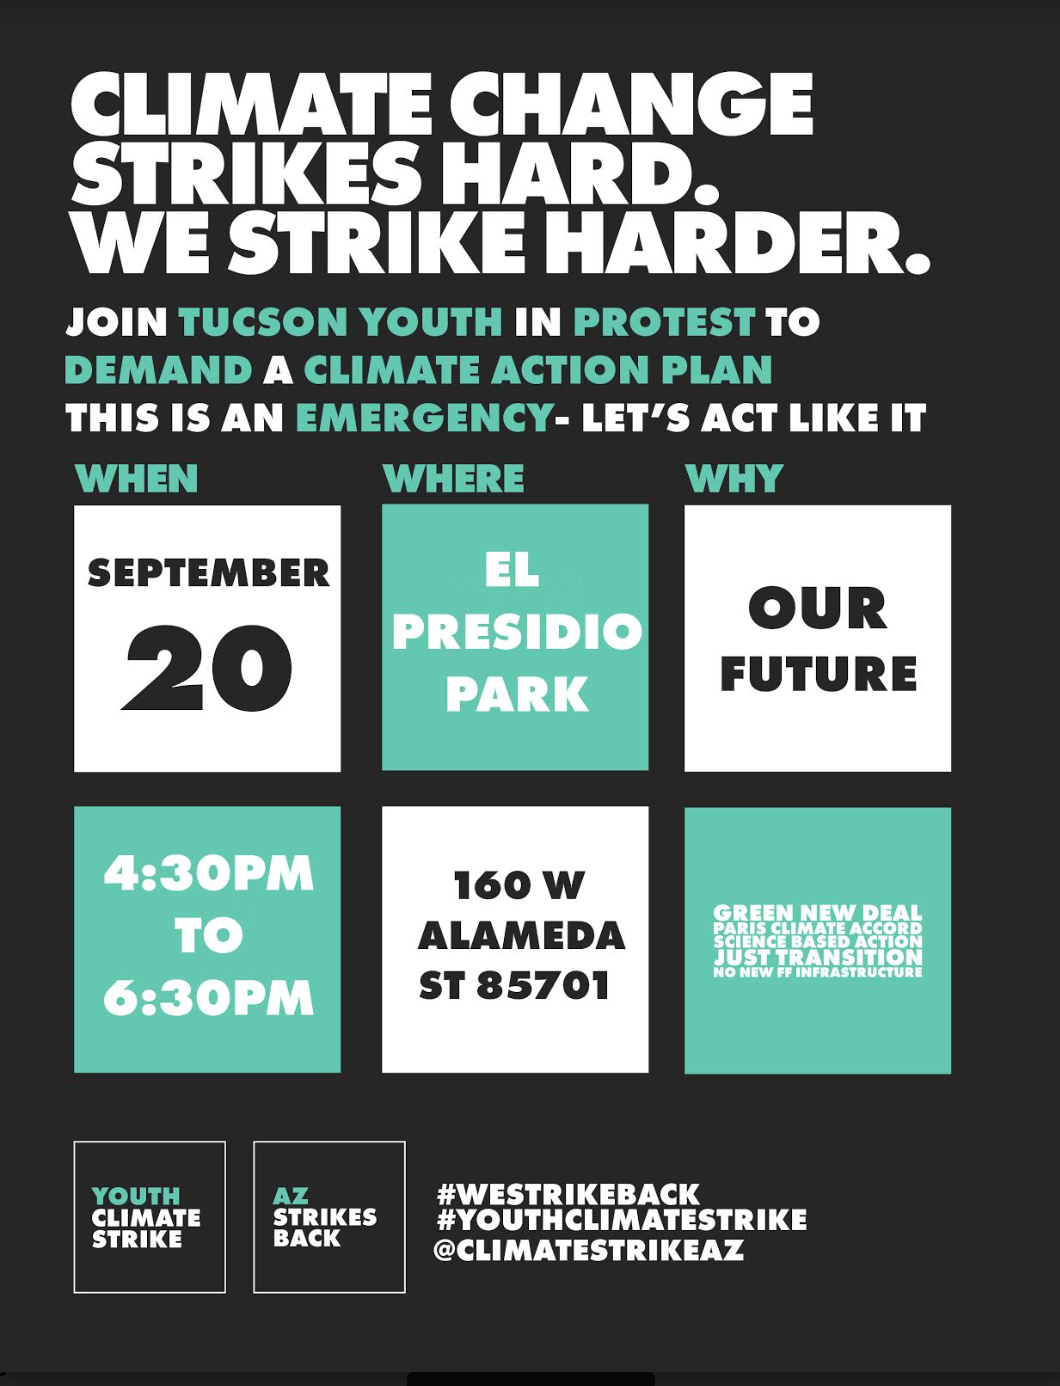 CLIMATE CHANGE
STRIKES HARD.
WE STRIKE HARDER.
JOIN TUCSON YOUTH IN PROTEST TO
DEMAND A CLIMATE ACTION PLAN
THIS IS AN EMERGENCY- LET'S ACT LIKE IT
WHEN
SEPTEMBER
20
4:30PM
TO
6:30PM
WHERE
EL
PRESIDIO
PARK
160 W
ALAMEDA
ST 85701
WHY
OUR
FUTURE
GREEN NEW DEAL
PARIS CLIMATE ACCORD
SCIENCE BASED ACTION
JUST TRANSITION
NO NEW FF INFRASTRUCTURE
YOUTH
CLIMATE
STRIKE
AZ
STRIKES
BACK
#WESTRIKEBACK
#YOUTHCLIMATESTRIKE
@CLIMATESTRIKEAZ